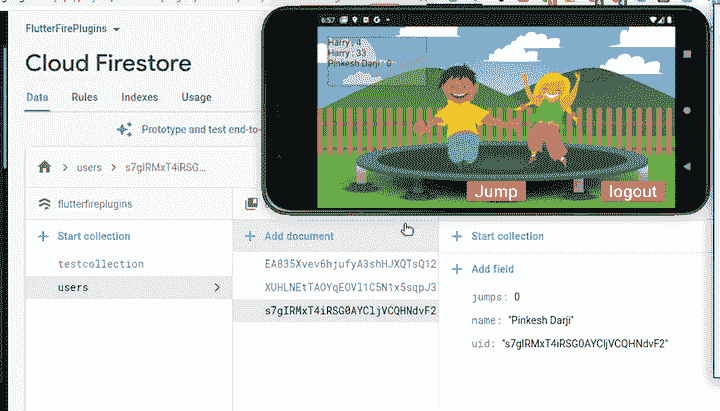 FlutterFirePlugins
Cloud Firestore
Data
Rules
Indexes
Usage
Prototype and test end-to-
users
s7gIRMxT4iRSG...
flutterfireplugins
Start collection
testcollection
users
Add document
EA835Xvev6hjufyA3shHJXQTsQ12
XUHLNEtTAOYqEOVl1C5N1x5sqpJ3
s7gIRMxT4iRSG0AYCljVCQHNdvF2
Start collection
Add field
jumps: 0
name: "Pinkesh Darji"
uid: "s7gIRMxT4iRSG0AYCljVCQHNdvF2"
6:57
Harry : 4
Harry : 33
Pinkesh Darji : 0
Jump
logout